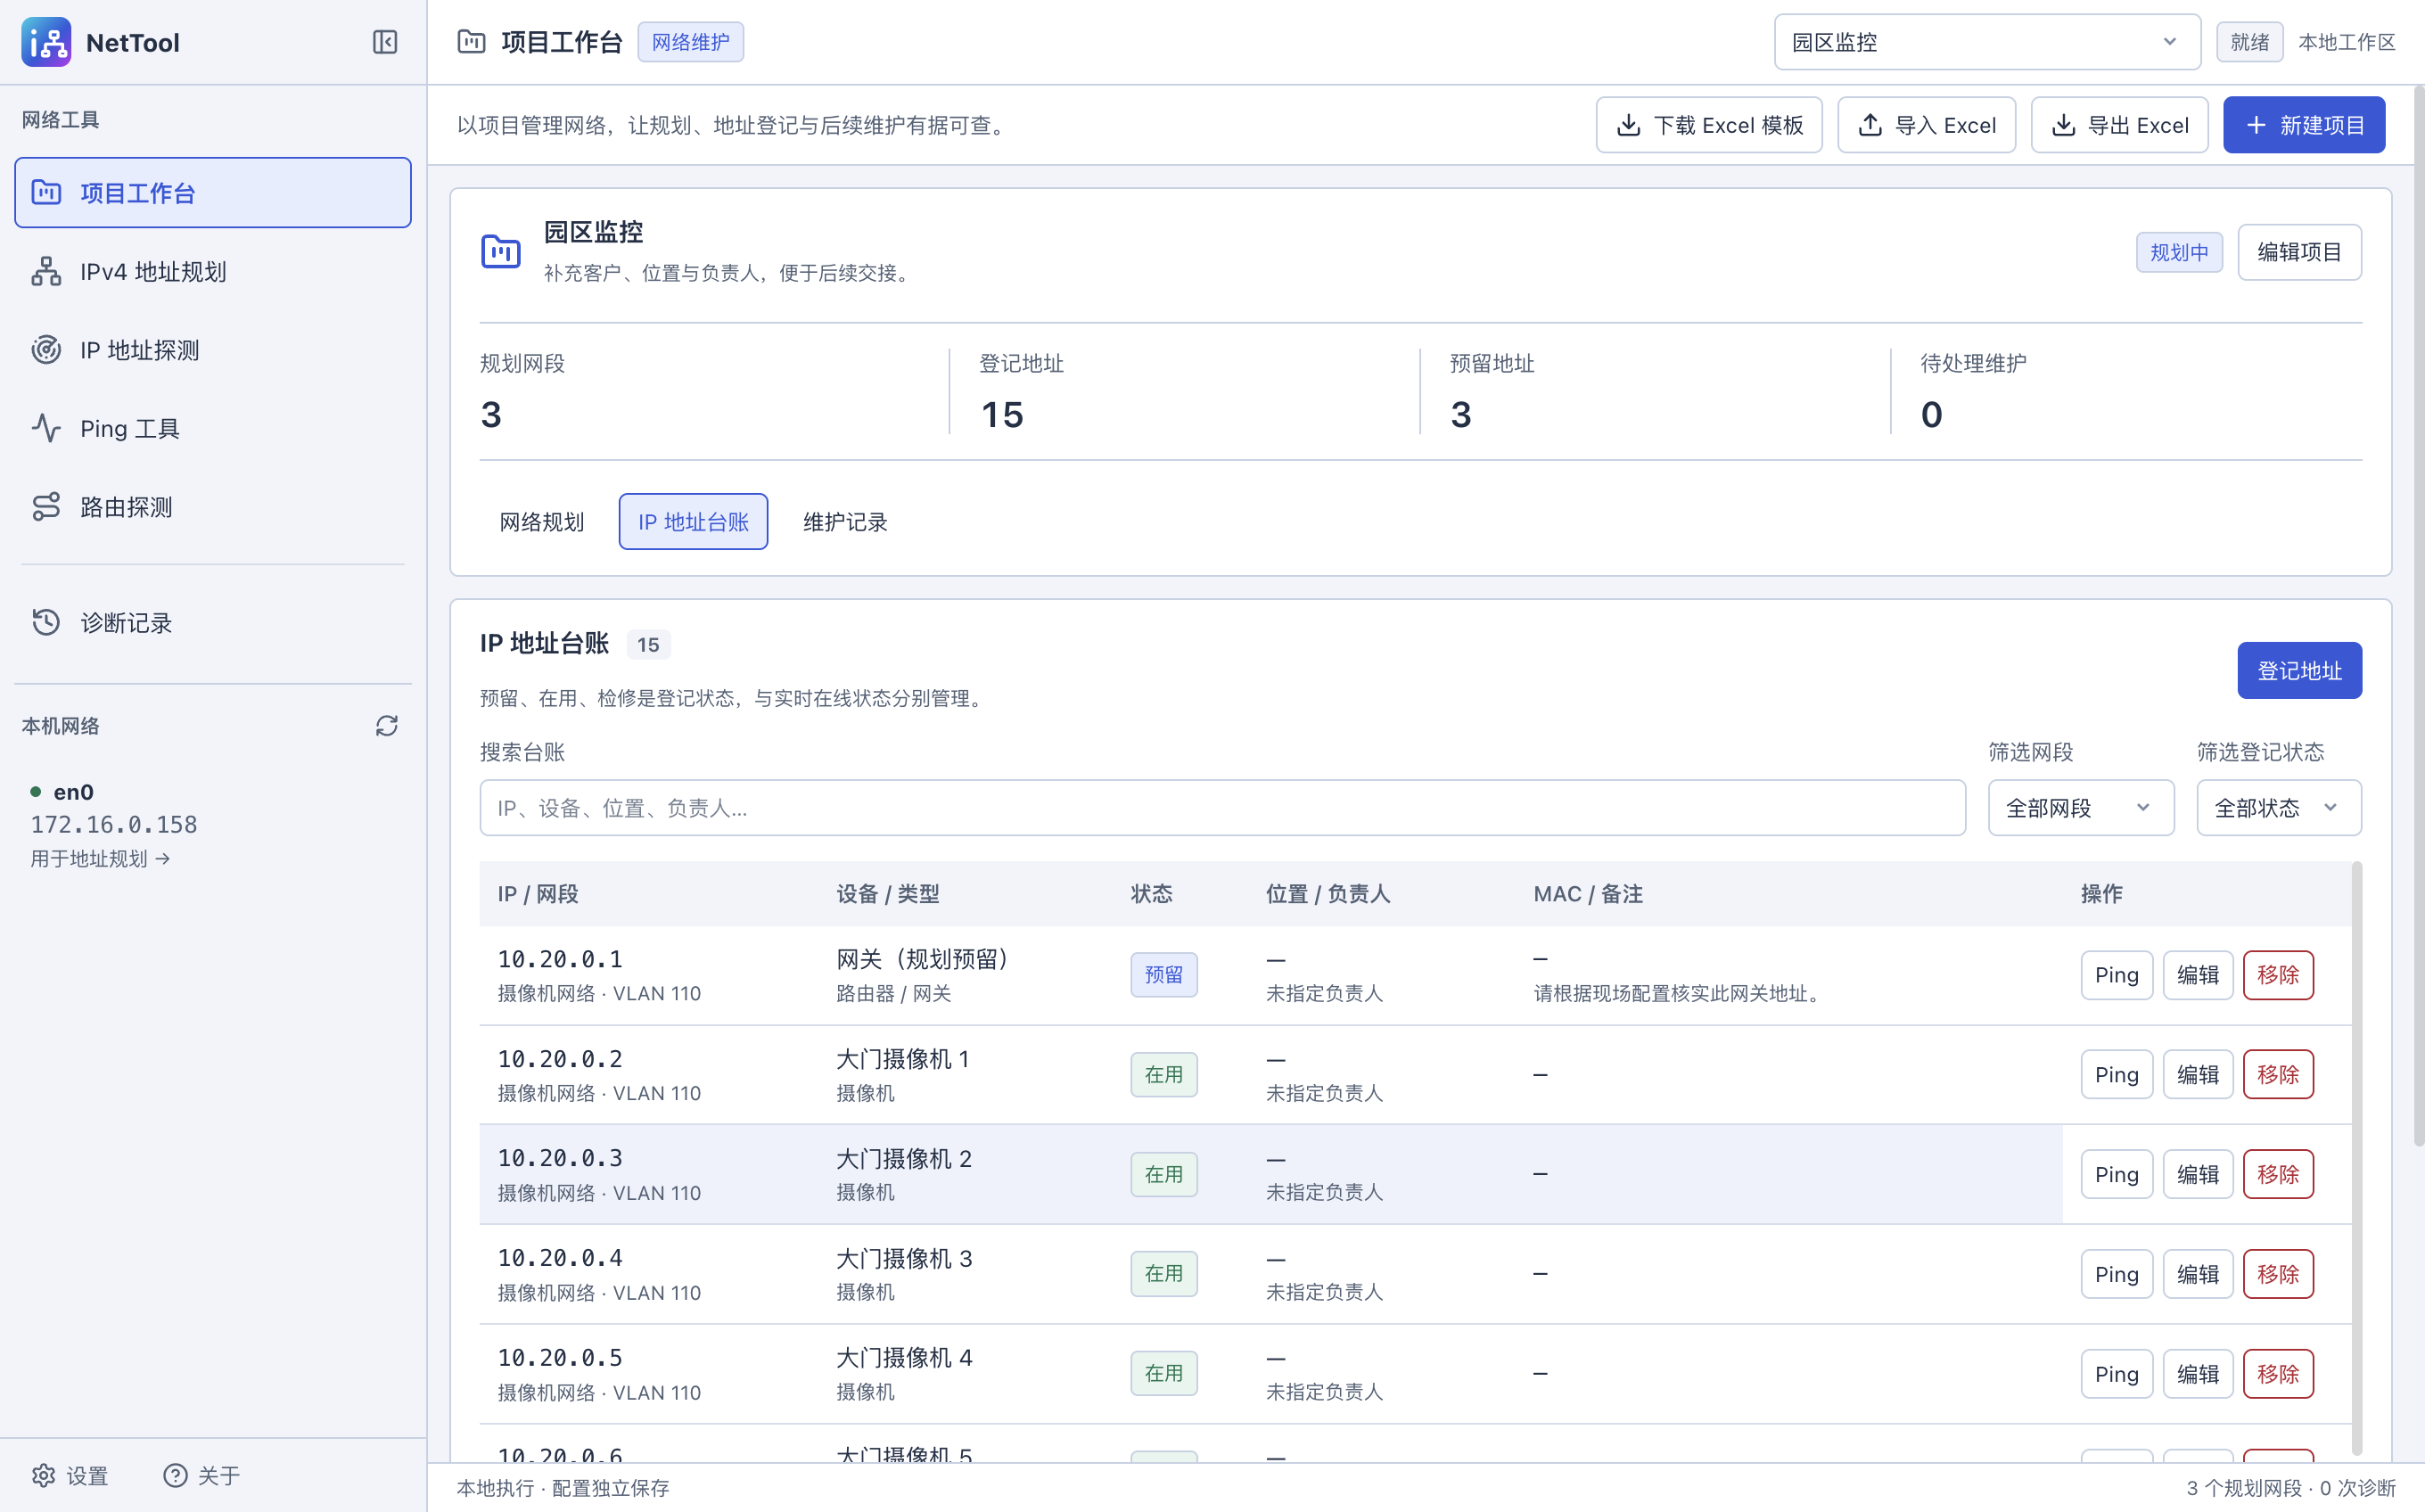 NetTool
网络工具
项目工作台
IPv4 地址规划
IP 地址探测
Ping 工具
路由探测
诊断记录
本机网络
en0
172.16.0.158
用于地址规划 →
设置
关于
项目工作台
网络维护
园区监控
就绪
本地工作区
以项目管理网络，让规划、地址登记与后续维护有据可查。
下载 Excel 模板
导入 Excel
导出 Excel
新建项目
园区监控
补充客户、位置与负责人，便于后续交接。
规划中
编辑项目
规划网段
3
登记地址
15
预留地址
3
待处理维护
0
网络规划
IP 地址台账
维护记录
IP 地址台账 15
预留、在用、检修是登记状态，与实时在线状态分别管理。
登记地址
搜索台账
IP、设备、位置、负责人...
筛选网段
全部网段
筛选登记状态
全部状态
IP / 网段 设备 / 类型 状态 位置 / 负责人 MAC / 备注 操作
10.20.0.1 网关（规划预留） 预留 — — Ping 编辑 移除
摄像机网络 · VLAN 110 路由器 / 网关 未指定负责人 请根据现场配置核实此网关地址。
10.20.0.2 大门摄像机 1 在用 — — Ping 编辑 移除
摄像机网络 · VLAN 110 摄像机 未指定负责人
10.20.0.3 大门摄像机 2 在用 — — Ping 编辑 移除
摄像机网络 · VLAN 110 摄像机 未指定负责人
10.20.0.4 大门摄像机 3 在用 — — Ping 编辑 移除
摄像机网络 · VLAN 110 摄像机 未指定负责人
10.20.0.5 大门摄像机 4 在用 — — Ping 编辑 移除
摄像机网络 · VLAN 110 摄像机 未指定负责人
10.20.0.6 大门摄像机 5 —
本地执行 · 配置独立保存
3 个规划网段 · 0 次诊断